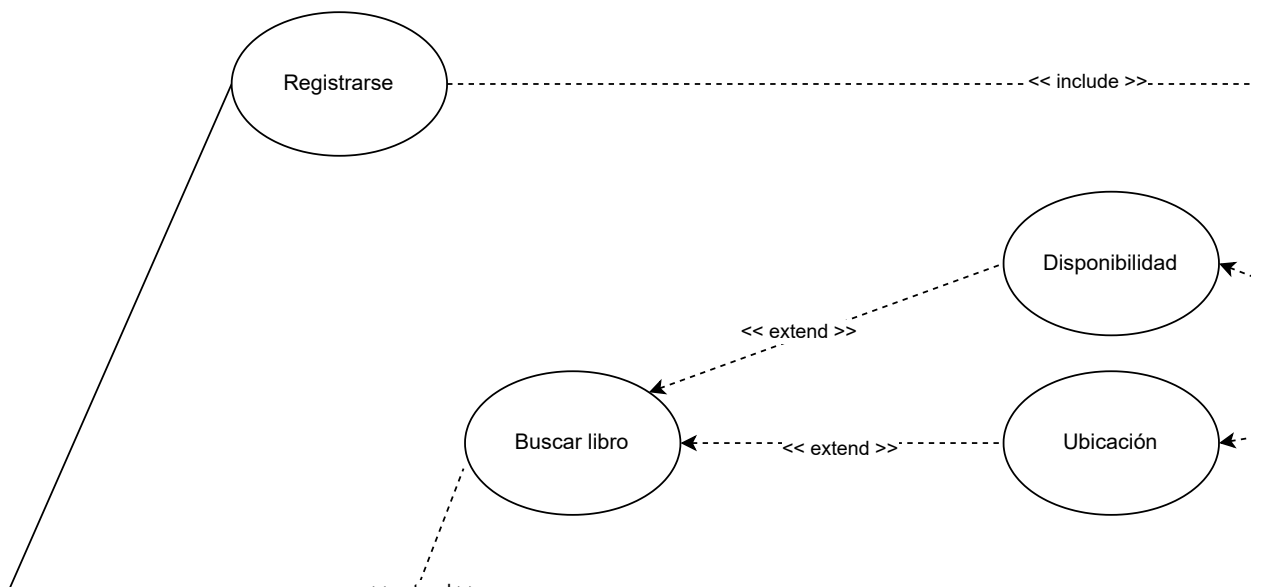 Registrarse
<< include >>
Disponibilidad
<< extend >>
Buscar libro
<< extend >>
Ubicación